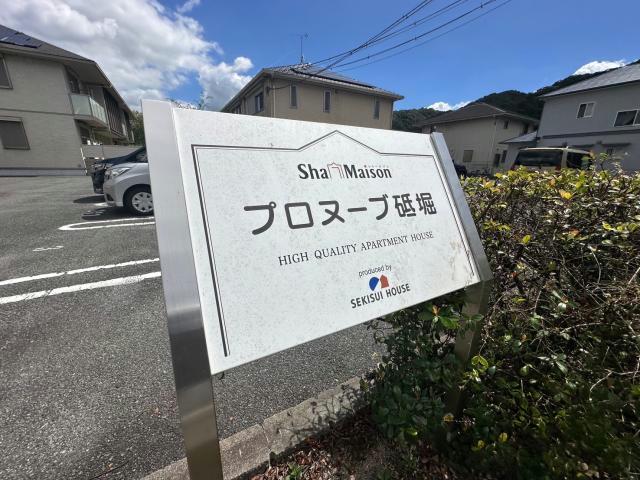 Sha Maison
プロヌーブ砥堀
HIGH QUALITY APARTMENT HOUSE
produced by
SEKISUI HOUSE